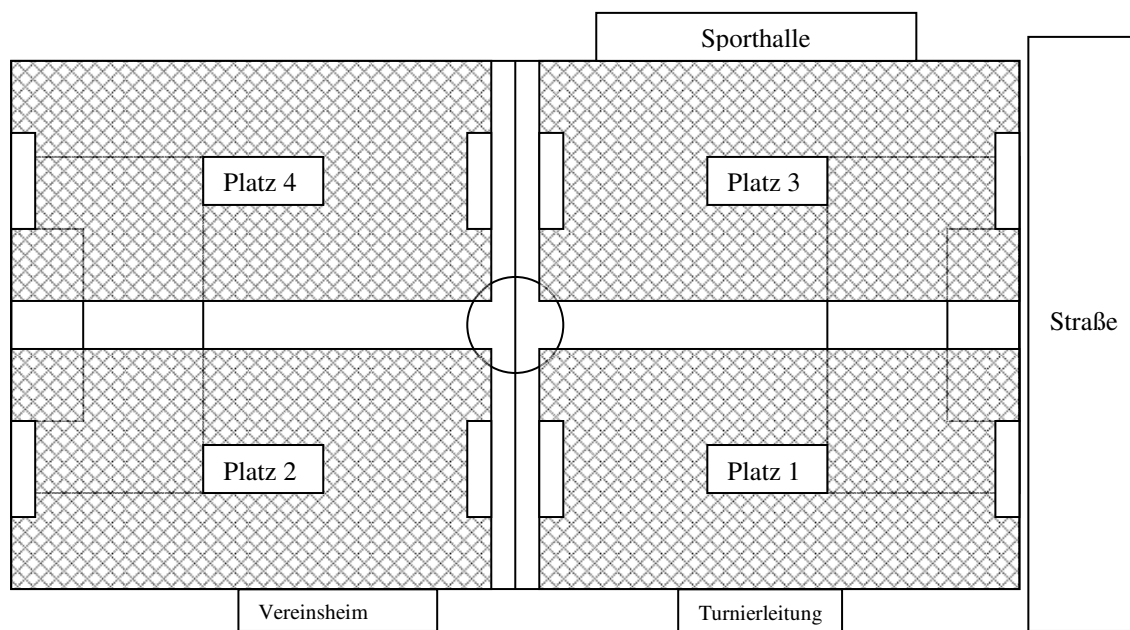 Sporthalle
Platz 4
Platz 3
Straße
Platz 2
Platz 1
Vereinsheim
Turnierleitung